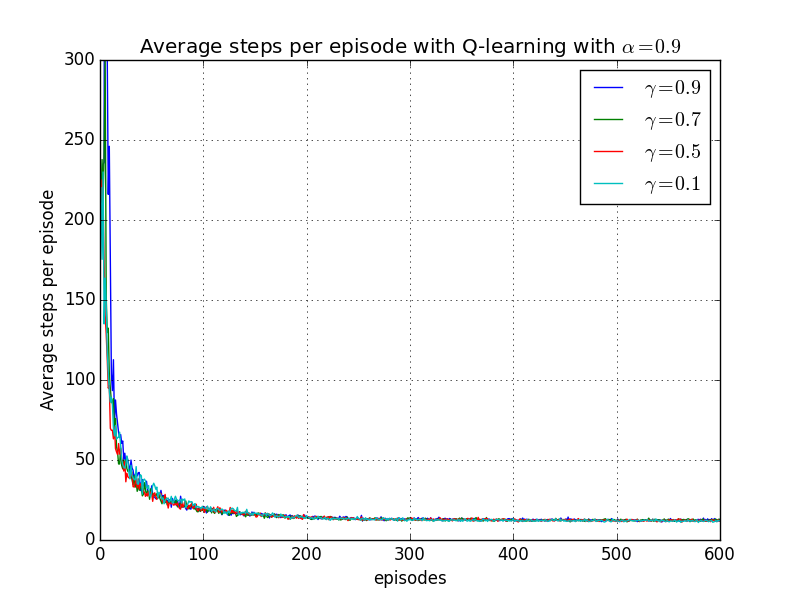 Average steps per episode with Q-learning with α=0.9
300
250
200
150
100
50
0
Average steps per episode
γ=0.9
γ=0.7
γ=0.5
γ=0.1
0 100 200 300 400 500 600
episodes